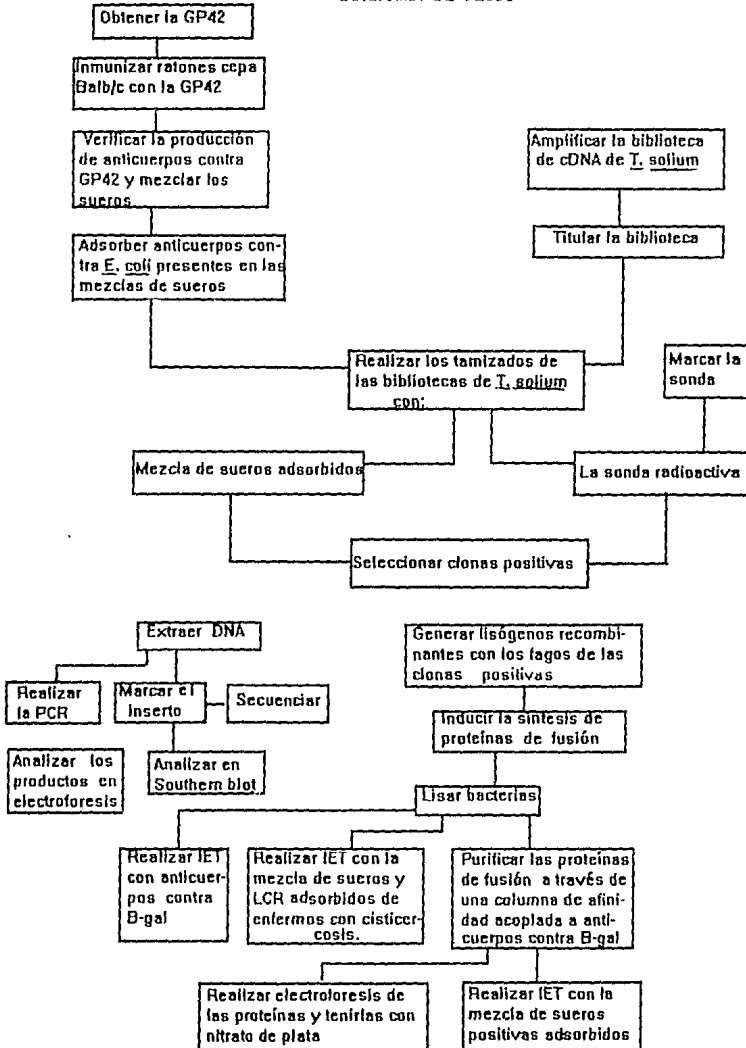 Obtener la GP42
Inmunizar ratones cepa
Balb/c con la GP42
Verificar la producción
de anticuerpos contra
GP42 y mezclar los
sueros
Adsorber anticuerpos con-
tra E. coli presentes en las
mezclas de sueros
Amplificar la biblioteca
de cDNA de T. solium
Titular la biblioteca
Realizar los tamizados de
las bibliotecas de T. solium
con:
Marcar la
sonda
Mezcla de sueros adsorbidos
La sonda radioactiva
Seleccionar clonas positivas
Extraer DNA
Realizar
la PCR
Marcar el
inserto
Secuenciar
Analizar los
productos en
electroforesis
Analizar en
Southern blot
Generar lisógenos recombi-
nantes con los fagos de las
clonas positivas
Inducir la síntesis de
proteínas de fusión
Lisar bacterias
Realizar IET
con anticuer-
pos contra
B-gal
Realizar IET con la
mezcla de sueros y
LCR adsorbidos de
enfermos con cisticer-
cosis.
Purificar las proteínas
de fusión a través de
una columna de afini-
dad acoplada a anti-
cuerpos contra B-gal
Realizar electroforesis de
las proteínas y tenirlas con
nitrato de plata
Realizar IET con la
mezcla de sueros
positivas adsorbidos